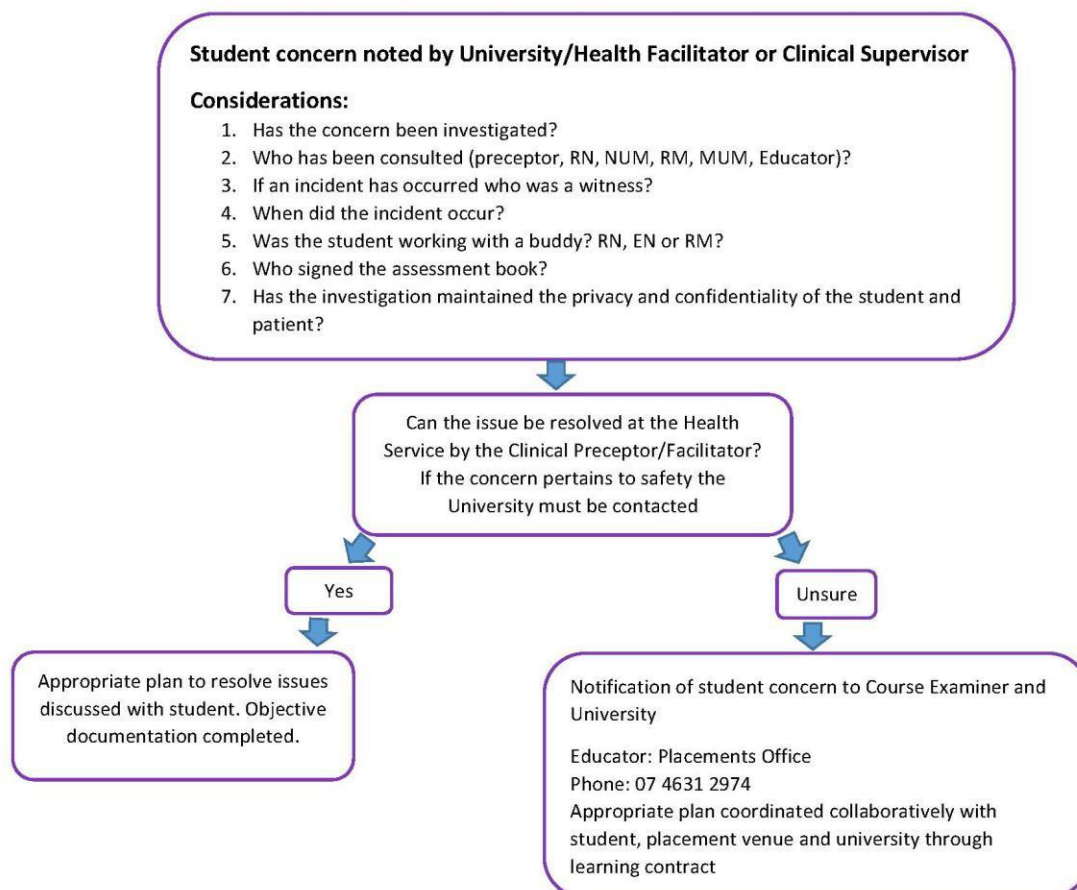 Student concern noted by University/Health Facilitator or Clinical Supervisor
Considerations:
1. Has the concern been investigated?
2. Who has been consulted (preceptor, RN, NUM, RM, MUM, Educator)?
3. If an incident has occurred who was a witness?
4. When did the incident occur?
5. Was the student working with a buddy? RN, EN or RM?
6. Who signed the assessment book?
7. Has the investigation maintained the privacy and confidentiality of the student and
patient?
Can the issue be resolved at the Health
Service by the Clinical Preceptor/Facilitator?
If the concern pertains to safety the
University must be contacted
Yes
Unsure
Appropriate plan to resolve issues
discussed with student. Objective
documentation completed.
Notification of student concern to Course Examiner and
University
Educator: Placements Office
Phone: 07 4631 2974
Appropriate plan coordinated collaboratively with
student, placement venue and university through
learning contract